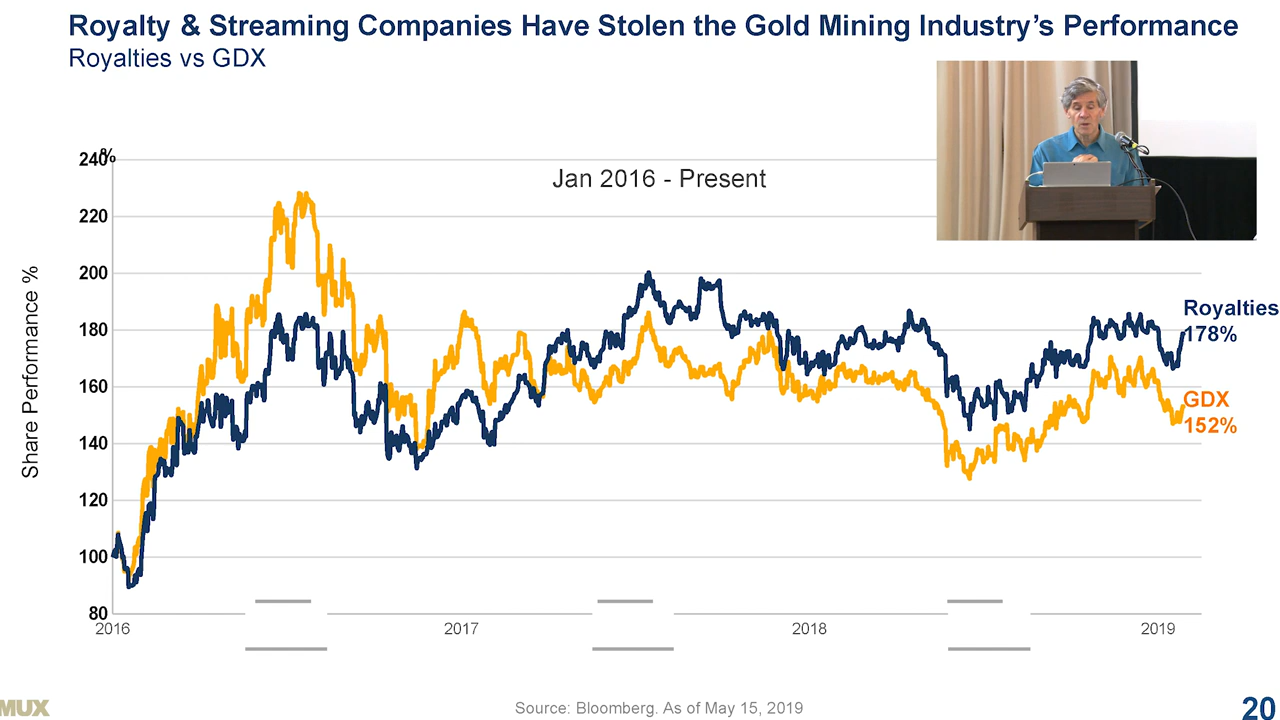 Royalty & Streaming Companies Have Stolen the Gold Mining Industry's Performance
Royalties vs GDX
Jan 2016 - Present
Share Performance %
%
240
220
200
180
160
140
120
100
80
2016
2017
2018
2019
Royalties
178%
GDX
152%
MUX
Source: Bloomberg. As of May 15, 2019
20